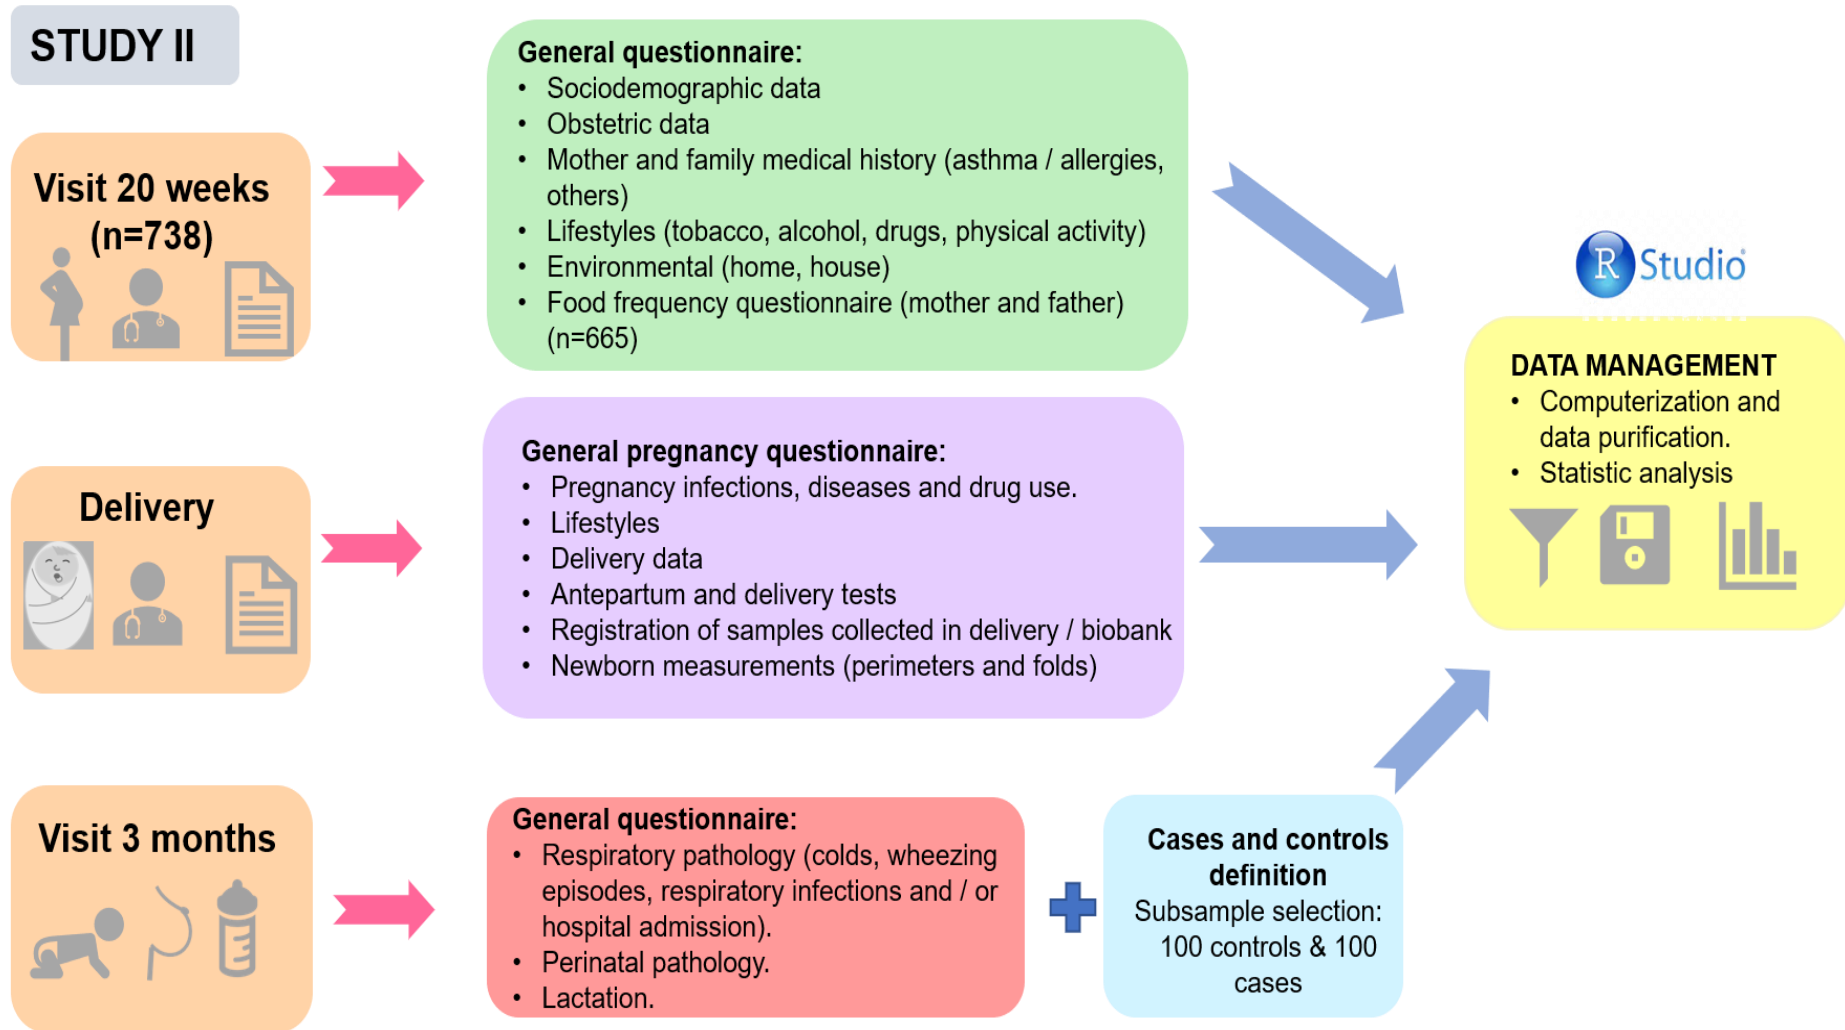 STUDY II
Visit 20 weeks
(n=738)
General questionnaire:
• Sociodemographic data
• Obstetric data
• Mother and family medical history (asthma / allergies,
others)
• Lifestyles (tobacco, alcohol, drugs, physical activity)
• Environmental (home, house)
• Food frequency questionnaire (mother and father)
(n=665)
Delivery
General pregnancy questionnaire:
• Pregnancy infections, diseases and drug use.
• Lifestyles
• Delivery data
• Antepartum and delivery tests
• Registration of samples collected in delivery / biobank
• Newborn measurements (perimeters and folds)
Visit 3 months
General questionnaire:
• Respiratory pathology (colds, wheezing
episodes, respiratory infections and / or
hospital admission).
• Perinatal pathology.
• Lactation.
Cases and controls
definition
Subsample selection:
100 controls & 100
cases
R Studio
DATA MANAGEMENT
• Computerization and
data purification.
• Statistic analysis